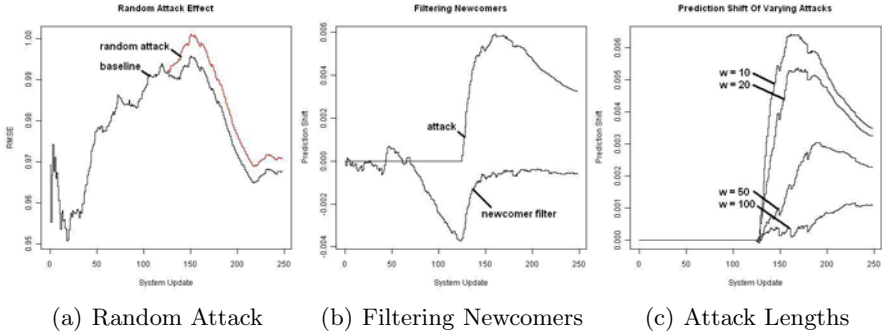 Random Attack Effect
RMSE
1.00
0.99
0.98
0.97
0.96
0.95
random attack
baseline
0 50 100 150 200 250
System Update
(a) Random Attack
Filtering Newcomers
Prediction Shift
0.006
0.004
0.002
0.000
-0.002
-0.004
attack
newcomer filter
0 50 100 150 200 250
System Update
(b) Filtering Newcomers
Prediction Shift Of Varying Attacks
Prediction Shift
0.006
0.005
0.004
0.003
0.002
0.001
0.000
w = 10
w = 20
w = 50
w = 100
0 50 100 150 200 250
System Update
(c) Attack Lengths